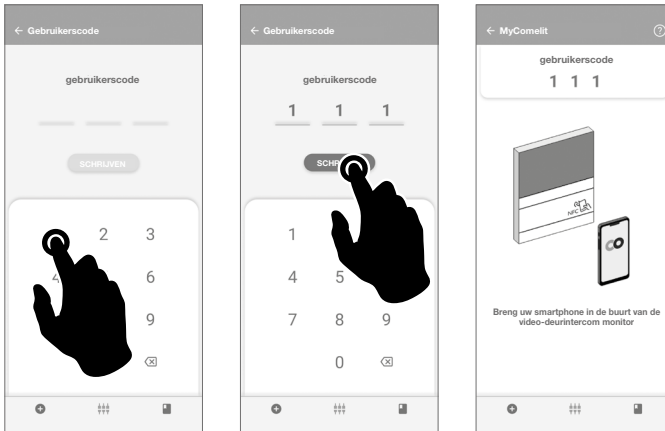 ← Gebruikerscode
gebruikerscode
SCHRIJVEN
2 3
6
9
← Gebruikerscode
gebruikerscode
1 1 1
1
4 5
7 8 9
0
← MyComelit ?
gebruikerscode
1 1 1
NFC
Breng uw smartphone in de buurt van de
video-deurintercom monitor